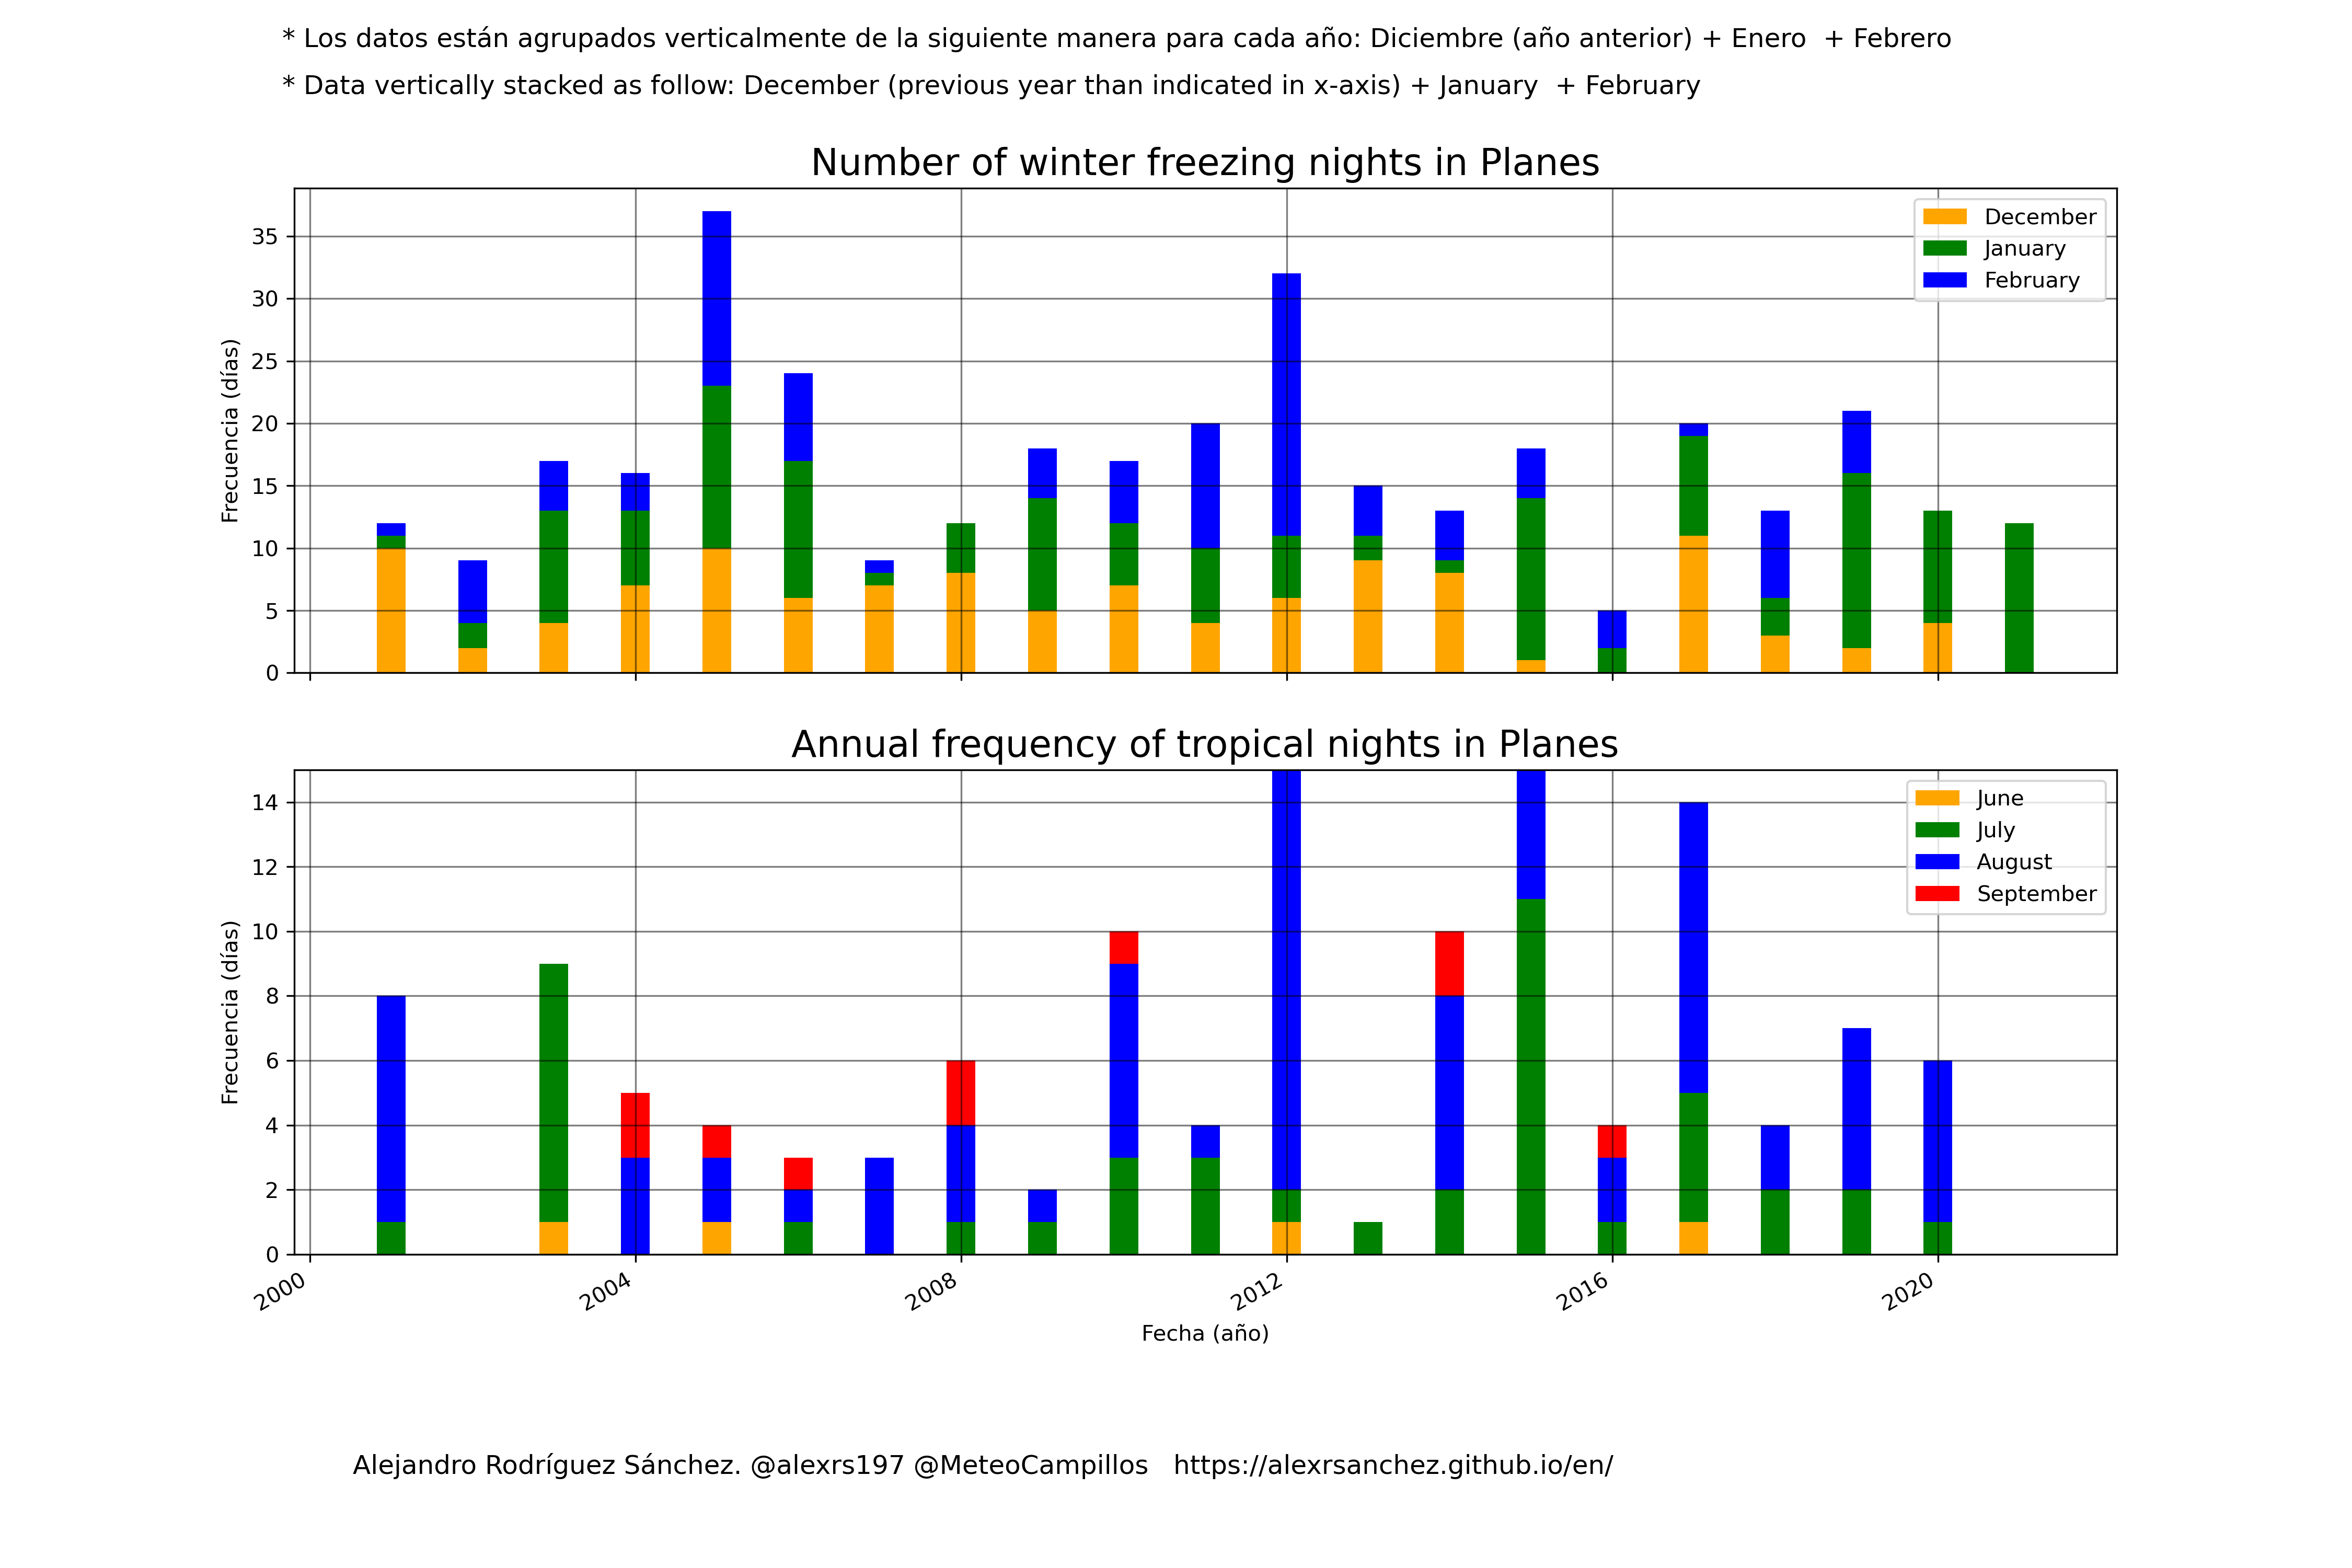 * Los datos están agrupados verticalmente de la siguiente manera para cada año: Diciembre (año anterior) + Enero  + Febrero
* Data vertically stacked as follow: December (previous year than indicated in x-axis) + January  + February
Number of winter freezing nights in Planes
Frecuencia (días)
35
30
25
20
15
10
5
0
December
January
February
Annual frequency of tropical nights in Planes
Frecuencia (días)
14
12
10
8
6
4
2
0
June
July
August
September
2000
2004
2008
2012
2016
2020
Fecha (año)
Alejandro Rodríguez Sánchez. @alexrs197 @MeteoCampillos   https://alexrsanchez.github.io/en/